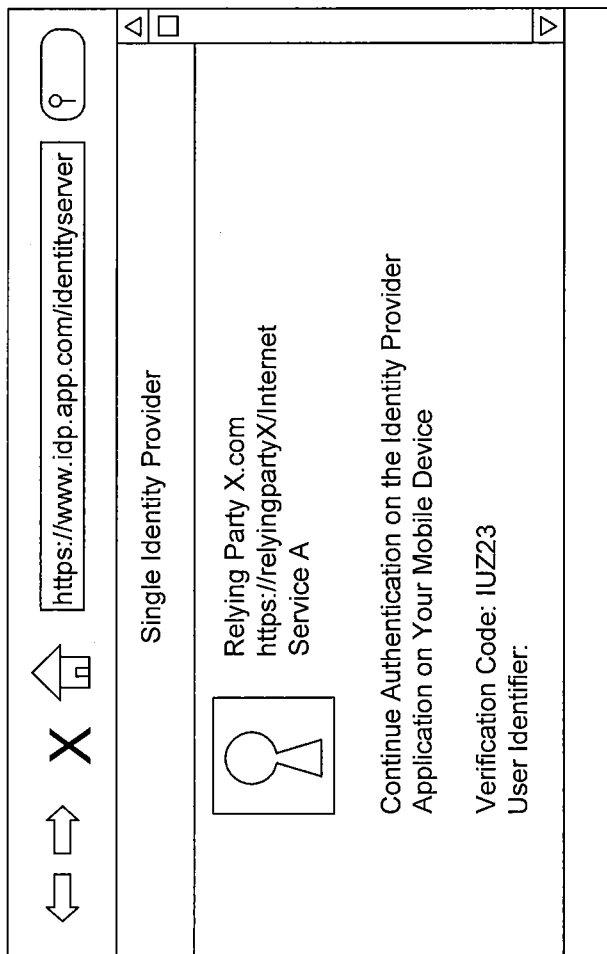 https://www.idp.app.com/identityserver
Single Identity Provider
Relying Party X.com
https://relyingpartyX/Internet
Service A
Continue Authentication on the Identity Provider
Application on Your Mobile Device
Verification Code: IUZ23
User Identifier: